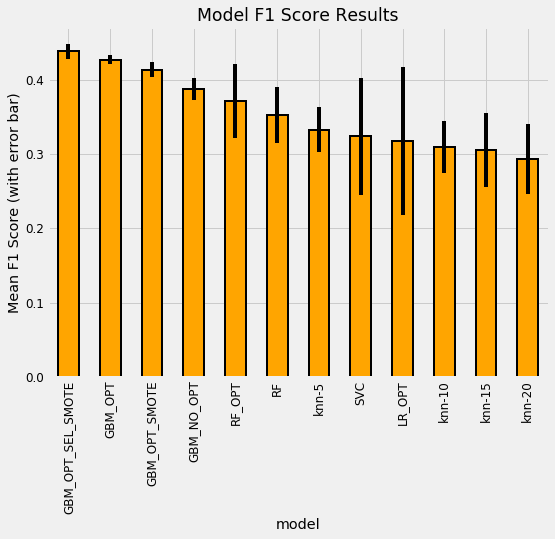 Model F1 Score Results
Mean F1 Score (with error bar)
0.4
0.3
0.2
0.1
0.0
GBM_OPT_SEL_SMOTE
GBM_OPT
GBM_OPT_SMOTE
GBM_NO_OPT
RF_OPT
RF
knn-5
SVC
LR_OPT
knn-10
knn-15
knn-20
model